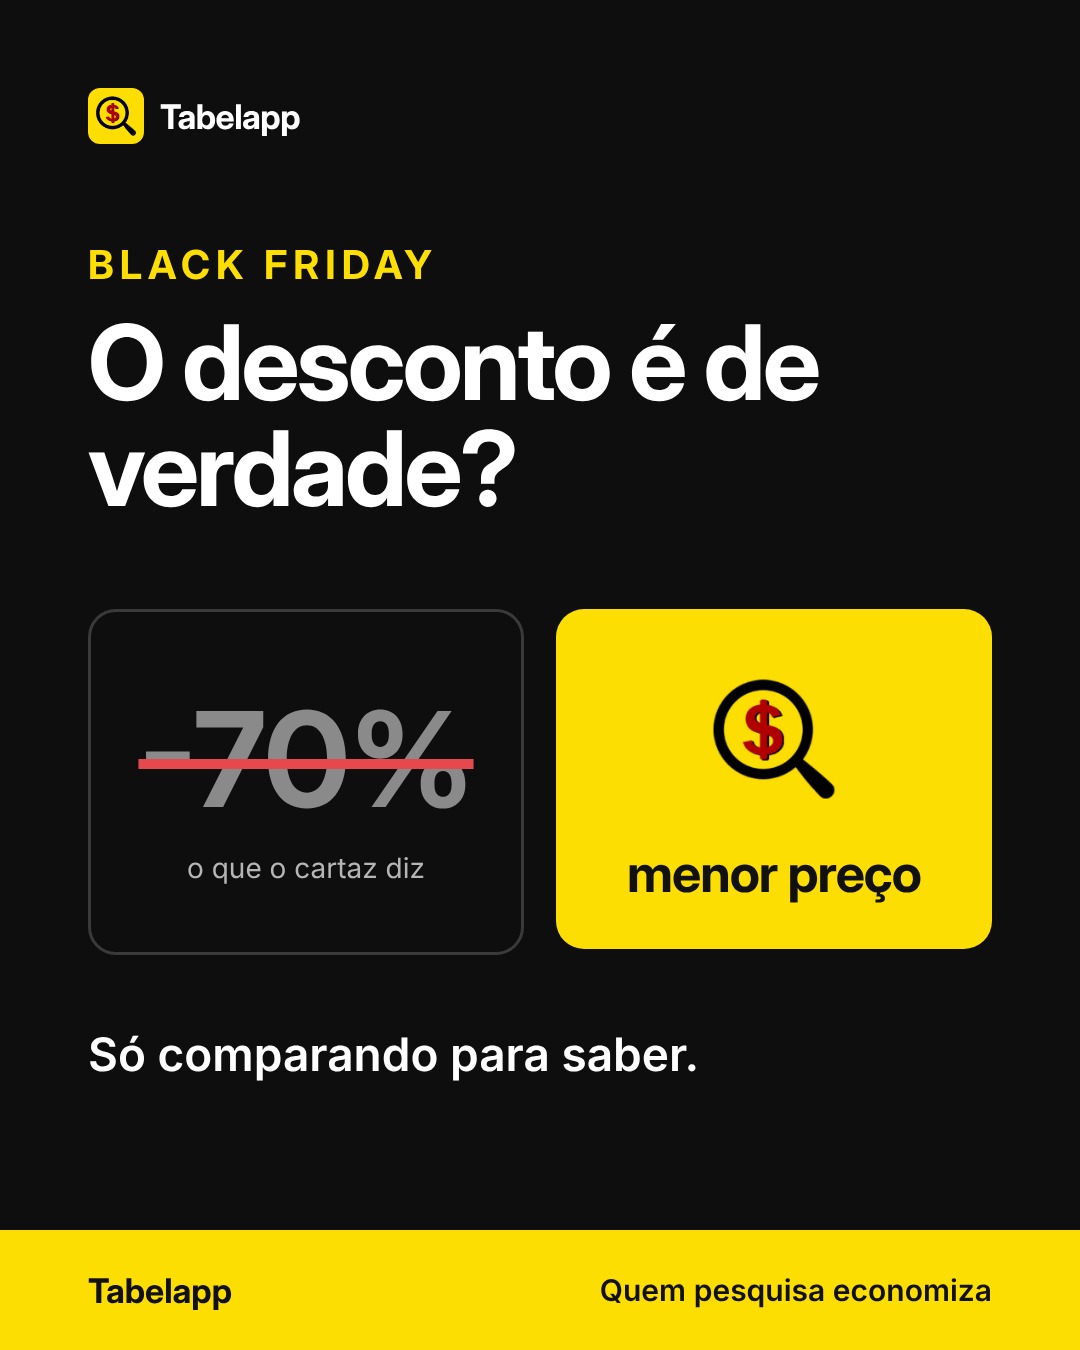 Tabelapp
BLACK FRIDAY
O desconto é de
verdade?
–70%
o que o cartaz diz
$
menor preço
Só comparando para saber.
Tabelapp
Quem pesquisa economiza